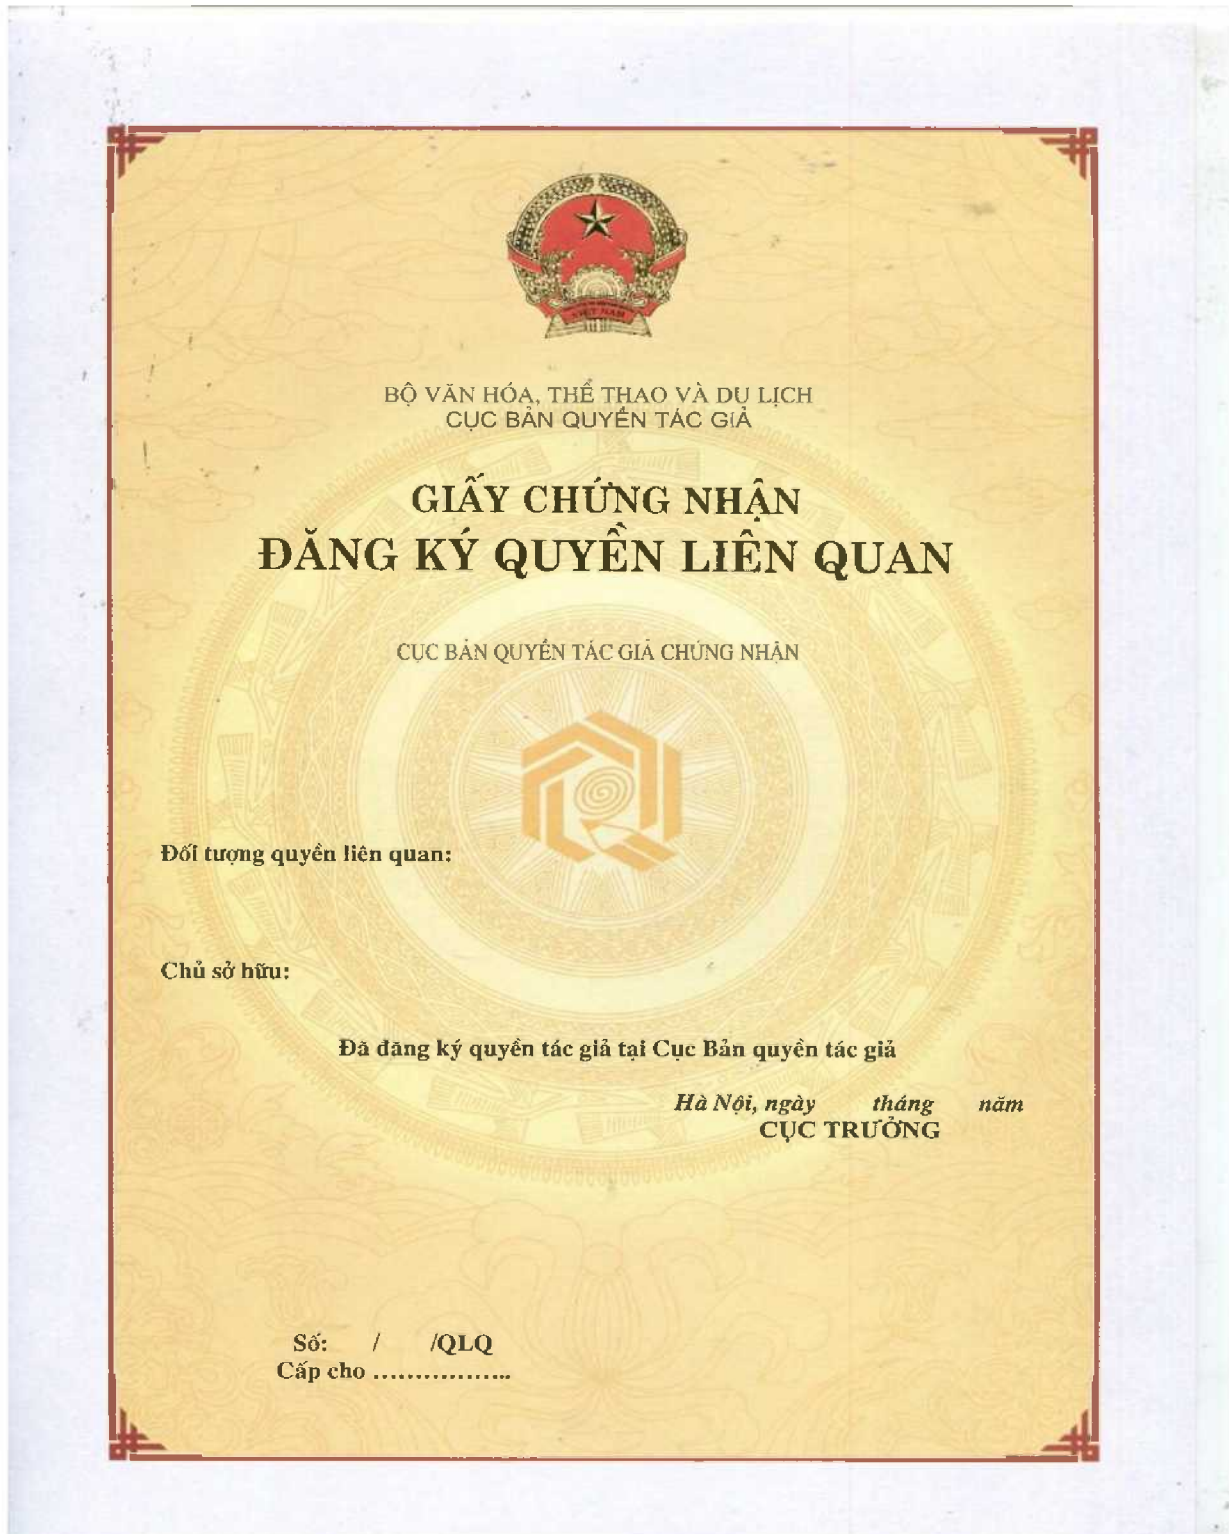 VIỆT NAM
BỘ VĂN HÓA, THỂ THAO VÀ DU LỊCH
CỤC BẢN QUYỀN TÁC GIẢ
GIẤY CHỨNG NHẬN
ĐĂNG KÝ QUYỀN LIÊN QUAN
CỤC BẢN QUYỀN TÁC GIẢ CHỨNG NHẬN
Đối tượng quyền liên quan:
Chủ sở hữu:
Đã đăng ký quyền tác giả tại Cục Bản quyền tác giả
Hà Nội, ngày tháng năm
CỤC TRƯỞNG
Số: / /QLQ
Cấp cho .................